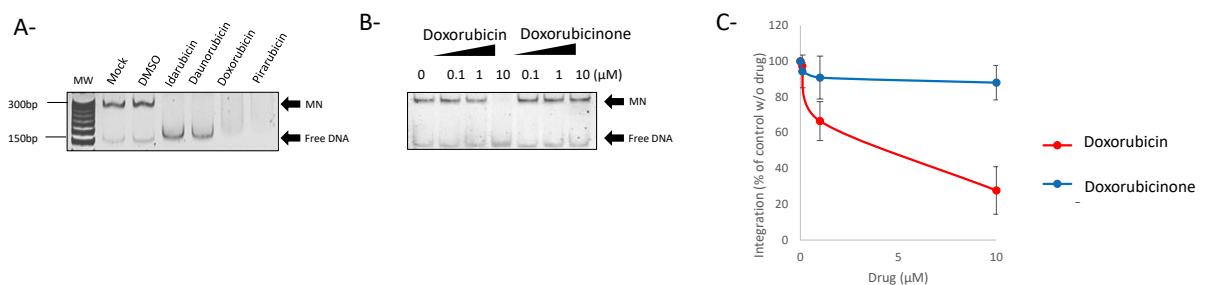 A-
MW
Mock
DMSO
Idarubicin
Daunorubicin
Doxorubicin
Pirarubicin
300bp
MN
150bp
Free DNA
B-
Doxorubicin Doxorubicinone
0 0.1 1 10 0.1 1 10 (μM)
MN
Free DNA
C-
Integration (% of control w/o drug)
120
100
80
60
40
20
0
0 5 10
Drug (μM)
Doxorubicin
Doxorubicinone